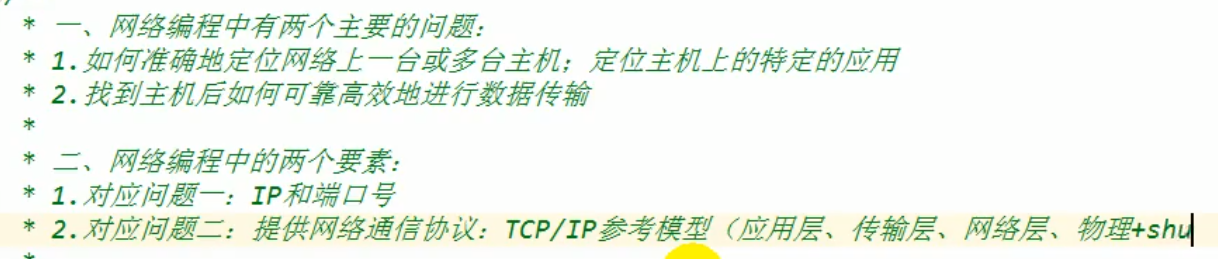 * 一、网络编程中有两个主要的问题：
* 1.如何准确地定位网络上一台或多台主机；定位主机上的特定的应用
* 2.找到主机后如何可靠高效地进行数据传输
*
* 二、网络编程中的两个要素：
* 1.对应问题一：IP和端口号
* 2.对应问题二：提供网络通信协议：TCP/IP参考模型（应用层、传输层、网络层、物理+shu
*